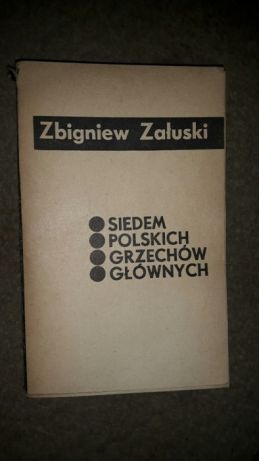 Zbigniew Załuski
SIEDEM
POLSKICH
GRZECHÓW
GŁÓWNYCH